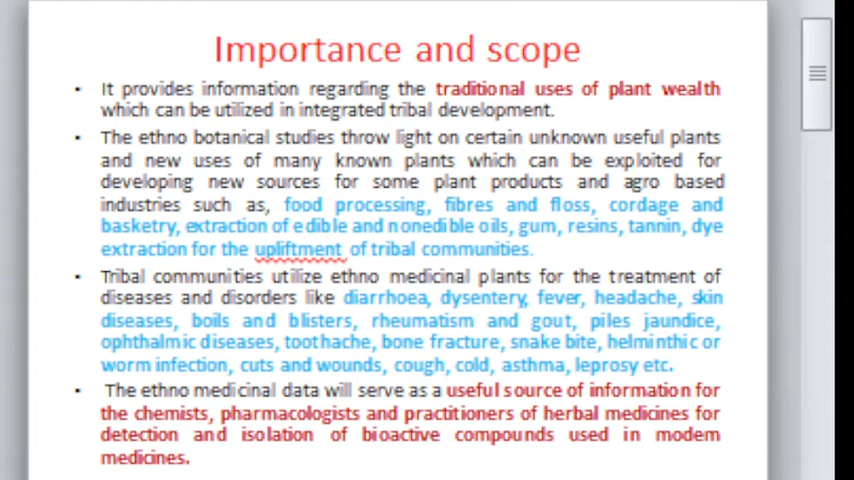 Importance and scope
• It provides information regarding the traditional uses of plant wealth
which can be utilized in integrated tribal development.
• The ethno botanical studies throw light on certain unknown useful plants
and new uses of many known plants which can be exploited for
developing new sources for some plant products and agro based
industries such as, food processing, fibres and floss, cordage and
basketry, extraction of edible and nonedible oils, gum, resins, tannin, dye
extraction for the upliftment of tribal communities.
• Tribal communities utilize ethno medicinal plants for the treatment of
diseases and disorders like diarrhoea, dysentery, fever, headache, skin
diseases, boils and blisters, rheumatism and gout, piles jaundice,
ophthalmic diseases, toothache, bone fracture, snake bite, helminthic or
worm infection, cuts and wounds, cough, cold, asthma, leprosy etc.
• The ethno medicinal data will serve as a useful source of information for
the chemists, pharmacologists and practitioners of herbal medicines for
detection and isolation of bioactive compounds used in modern
medicines.